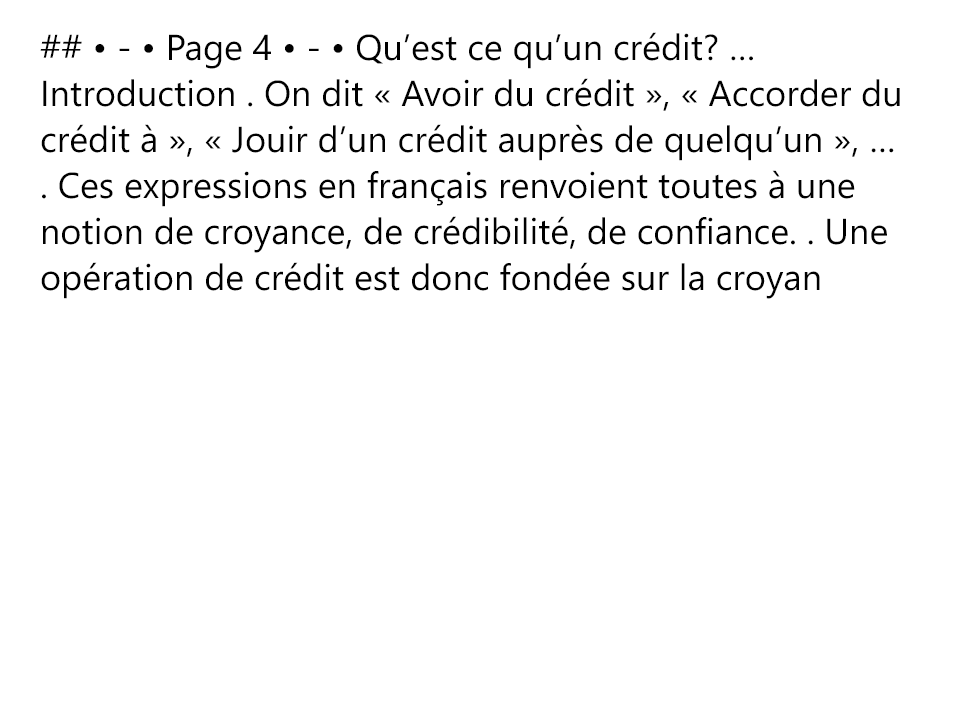 ## • - • Page 4 • - • Qu’est ce qu’un crédit? ...
Introduction . On dit « Avoir du crédit », « Accorder du
crédit à », « Jouir d’un crédit auprès de quelqu’un », ...
. Ces expressions en français renvoient toutes à une
notion de croyance, de crédibilité, de confiance. . Une
opération de crédit est donc fondée sur la croyan